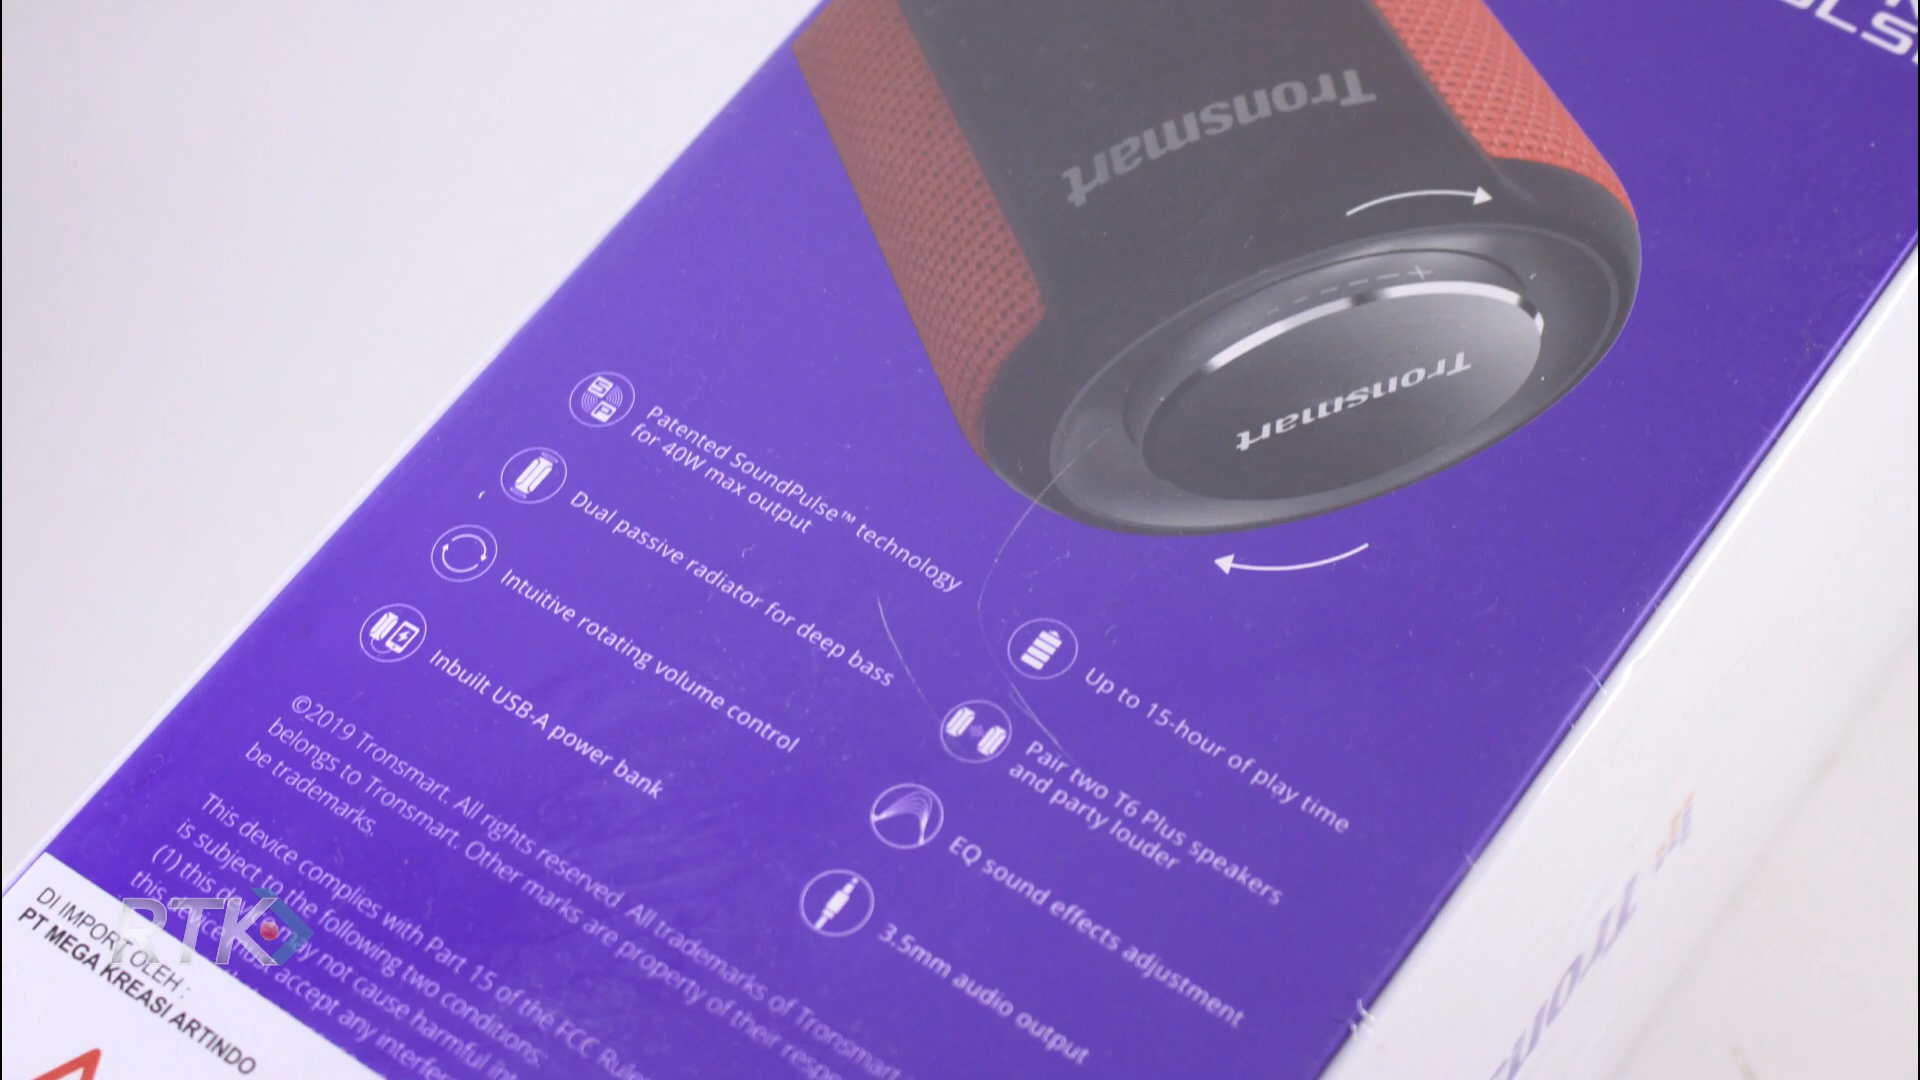 Tronsmart
Tronsmart
Patented SoundPulse™ technology
for 40W max output
Dual passive radiator for deep bass
Intuitive rotating volume control
Inbuilt USB-A power bank
Up to 15-hour of play time
Pair two T6 Plus speakers
and party louder
EQ sound effects adjustment
3.5mm audio output
©2019 Tronsmart. All rights reserved. All trademarks of Tronsmart
belongs to Tronsmart. Other marks are property of their
be trademarks.
This device complies with Part 15 of the FCC
is subject to the following two conditions:
(1) this device may not cause harmful
this device must accept any
DI IMPORT OLEH :
PT MEGA KREASI ARTINDO
RTK